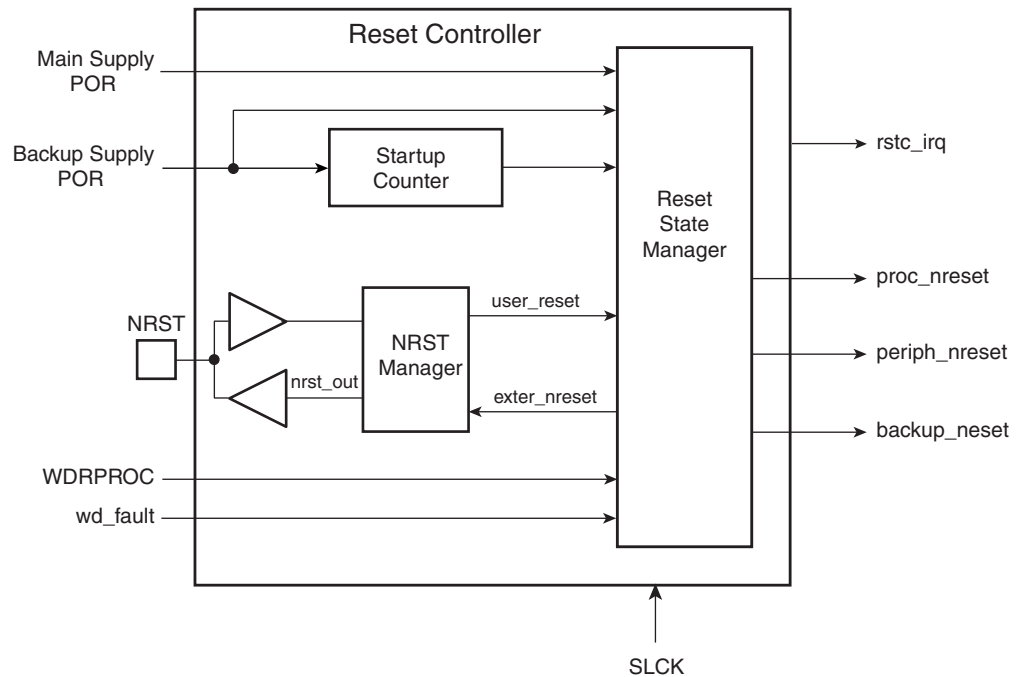 Reset Controller
Main Supply
POR
Backup Supply
POR
Startup
Counter
Reset
State
Manager
rstc_irq
proc_nreset
periph_nreset
backup_neset
NRST
NRST
Manager
user_reset
nrst_out
exter_nreset
WDRPROC
wd_fault
SLCK